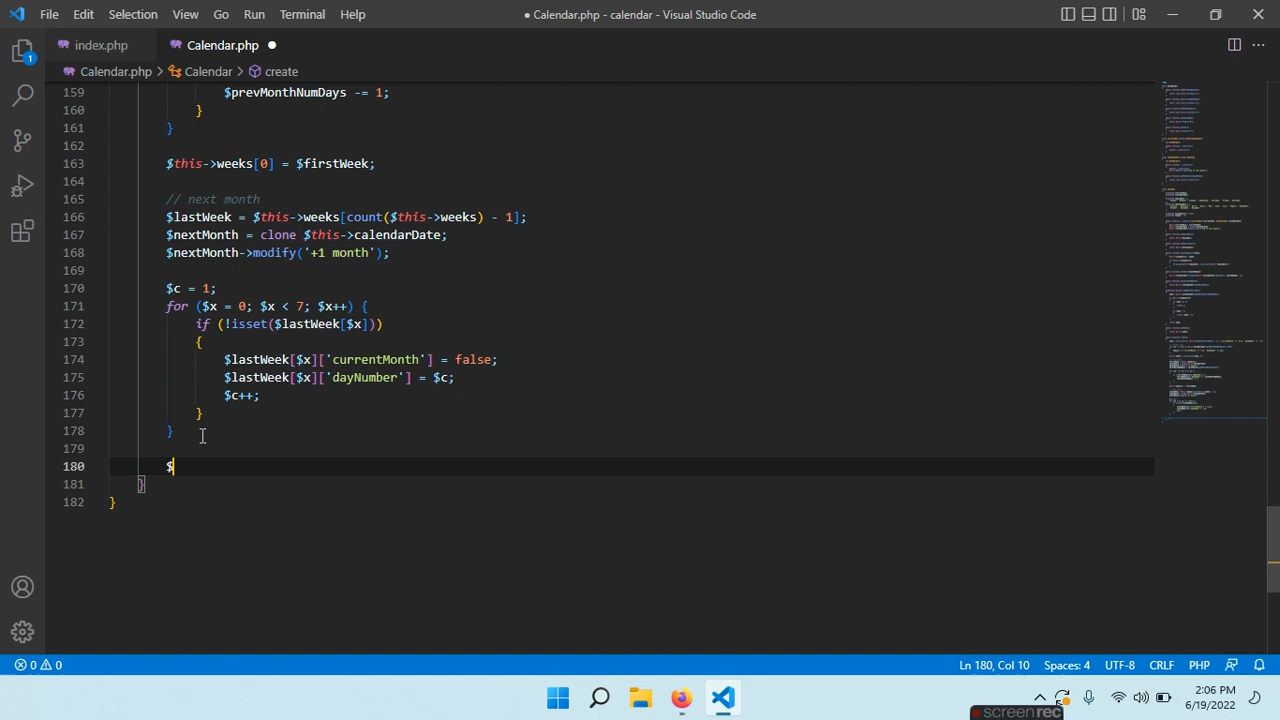 File Edit Selection View Go Run Terminal Help
● Calendar.php - calendar - Visual Studio Code
index.php
Calendar.php ●
Calendar.php > Calendar > create
159 $prevMonthNumDays -= 1;
160 }
161 }
162
163 $this->weeks[0] = $firstWeek;
164
165 // next month
166 $lastWeek = $this->weeks[count($this->weeks) - 1];
167 $nextMonth = clone $this->calendarDate;
168 $nextMonth->modify('+1 month');
169
170 $c = 1;
171 for ($x = 0; $x < 7; $x++) {
172 if (!isset($lastWeek[$x]))
173 {
174 $lastWeek[$x]['currentMonth'] = false;
175 $lastWeek[$x]['dayNumber'] = $c;
176 $c++;
177 }
178 }
179
180 $
181 }
182 }
1
0 0
Ln 180, Col 10 Spaces: 4 UTF-8 CRLF PHP
2:06 PM
6/19/2022
screenrec